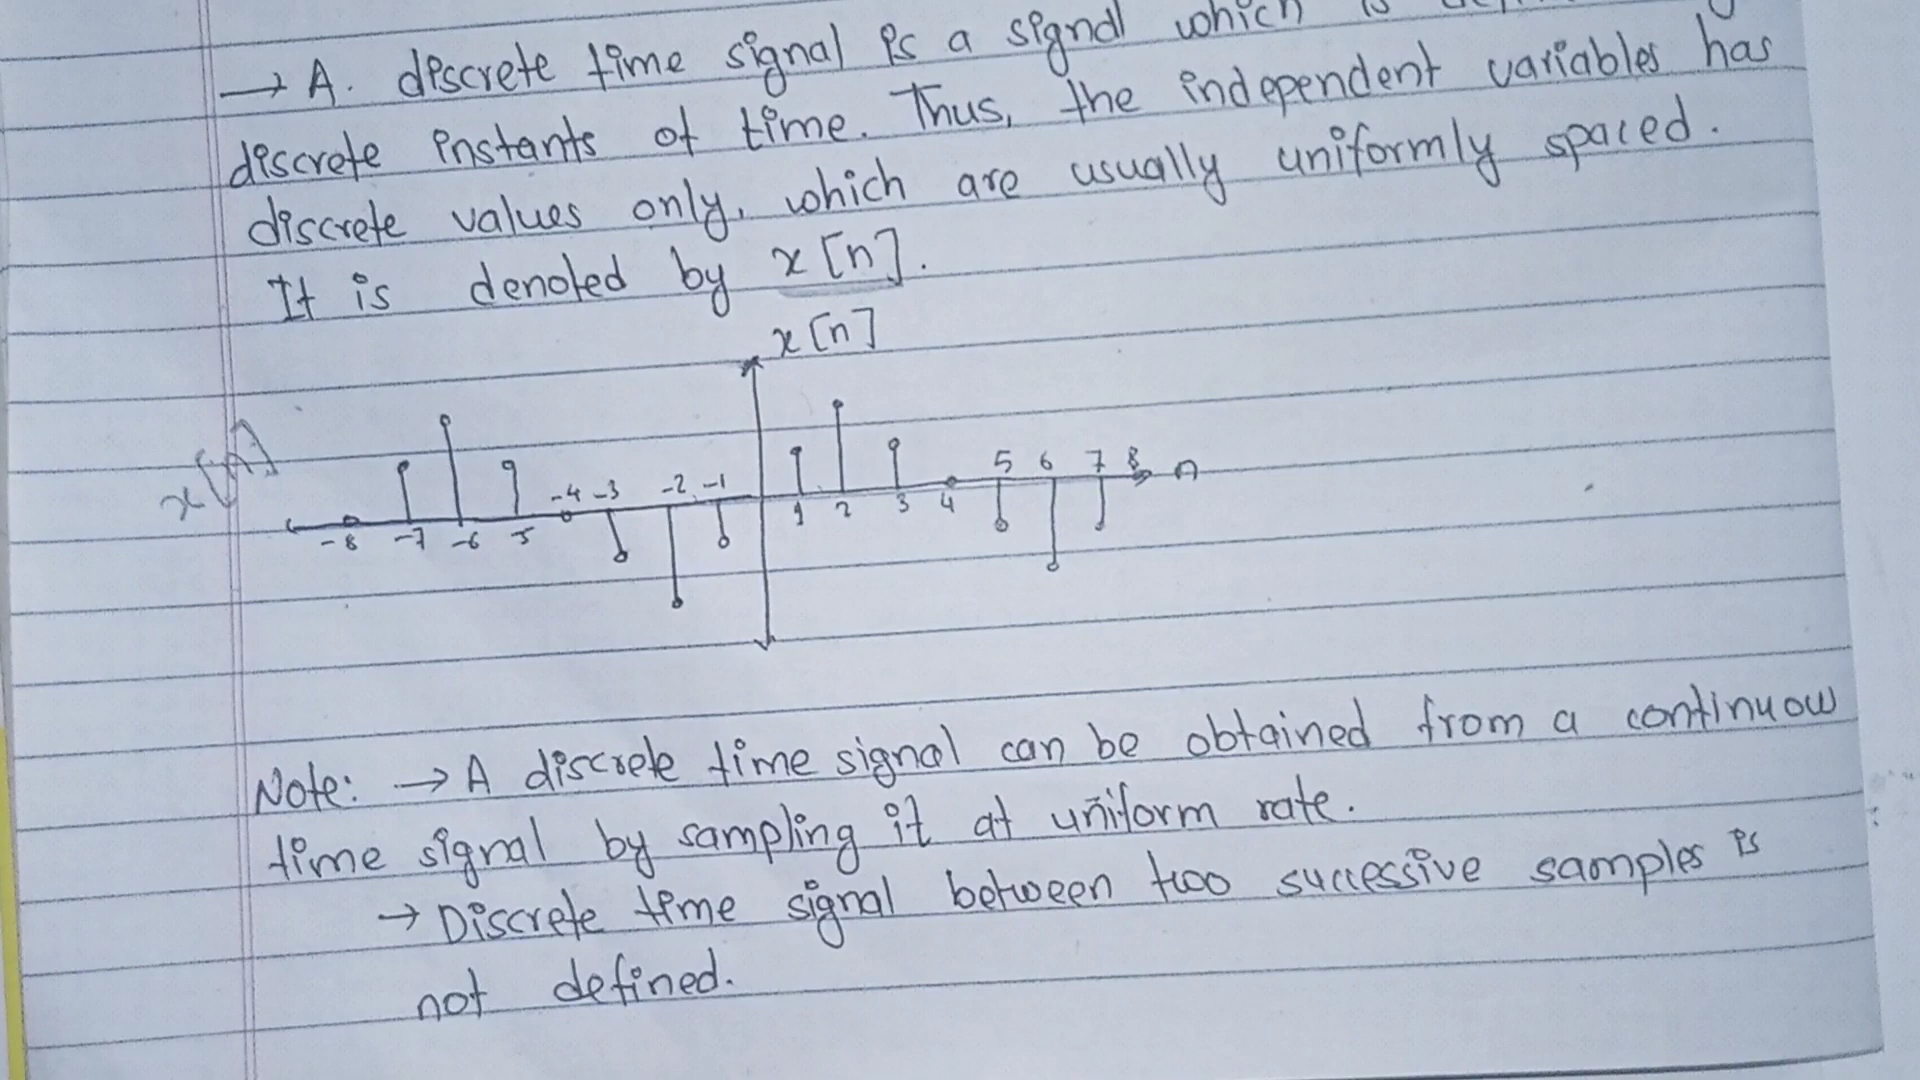 → A. discrete time signal is a signal which is
discrete instants of time. Thus, the independent variables has
discrete values only, which are usually uniformly spaced.
It is denoted by x[n].
x[n]
x[n]
-4 -3 -2 -1 5 6 7 8 n
-8 -7 -6 5 1 2 3 4
Note: → A discrete time signal can be obtained from a continuou
time signal by sampling it at uniform rate.
→ Discrete time signal between two successive samples is
not defined.